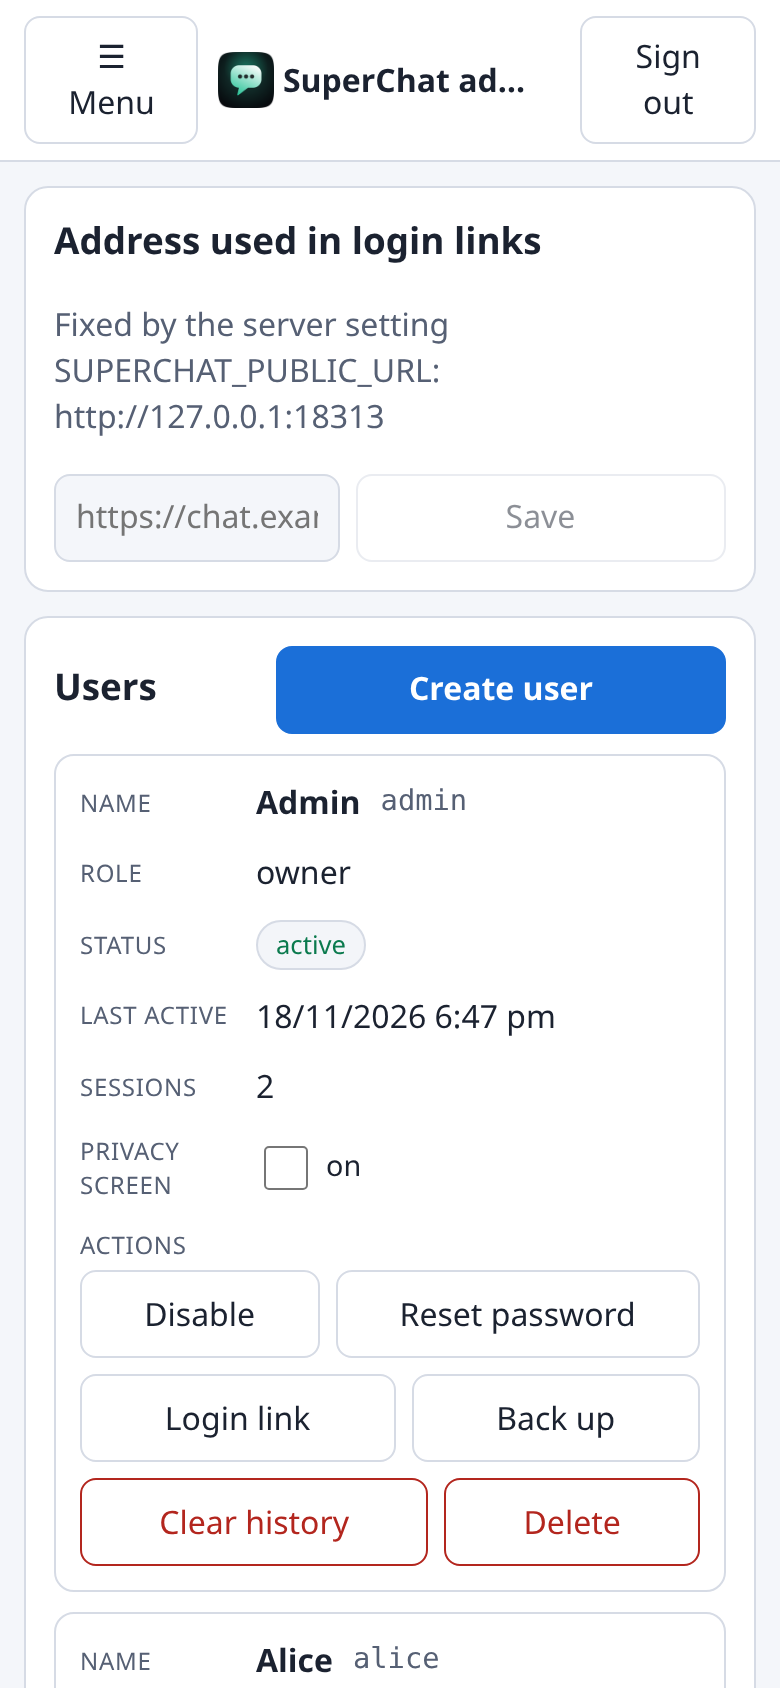 ☰
Menu
SuperChat ad...
Sign
out
Address used in login links
Fixed by the server setting
SUPERCHAT_PUBLIC_URL:
http://127.0.0.1:18313
https://chat.exar
Save
Users
Create user
NAME Admin admin
ROLE owner
STATUS active
LAST ACTIVE 18/11/2026 6:47 pm
SESSIONS 2
PRIVACY
SCREEN on
ACTIONS
Disable Reset password
Login link Back up
Clear history Delete
NAME Alice alice